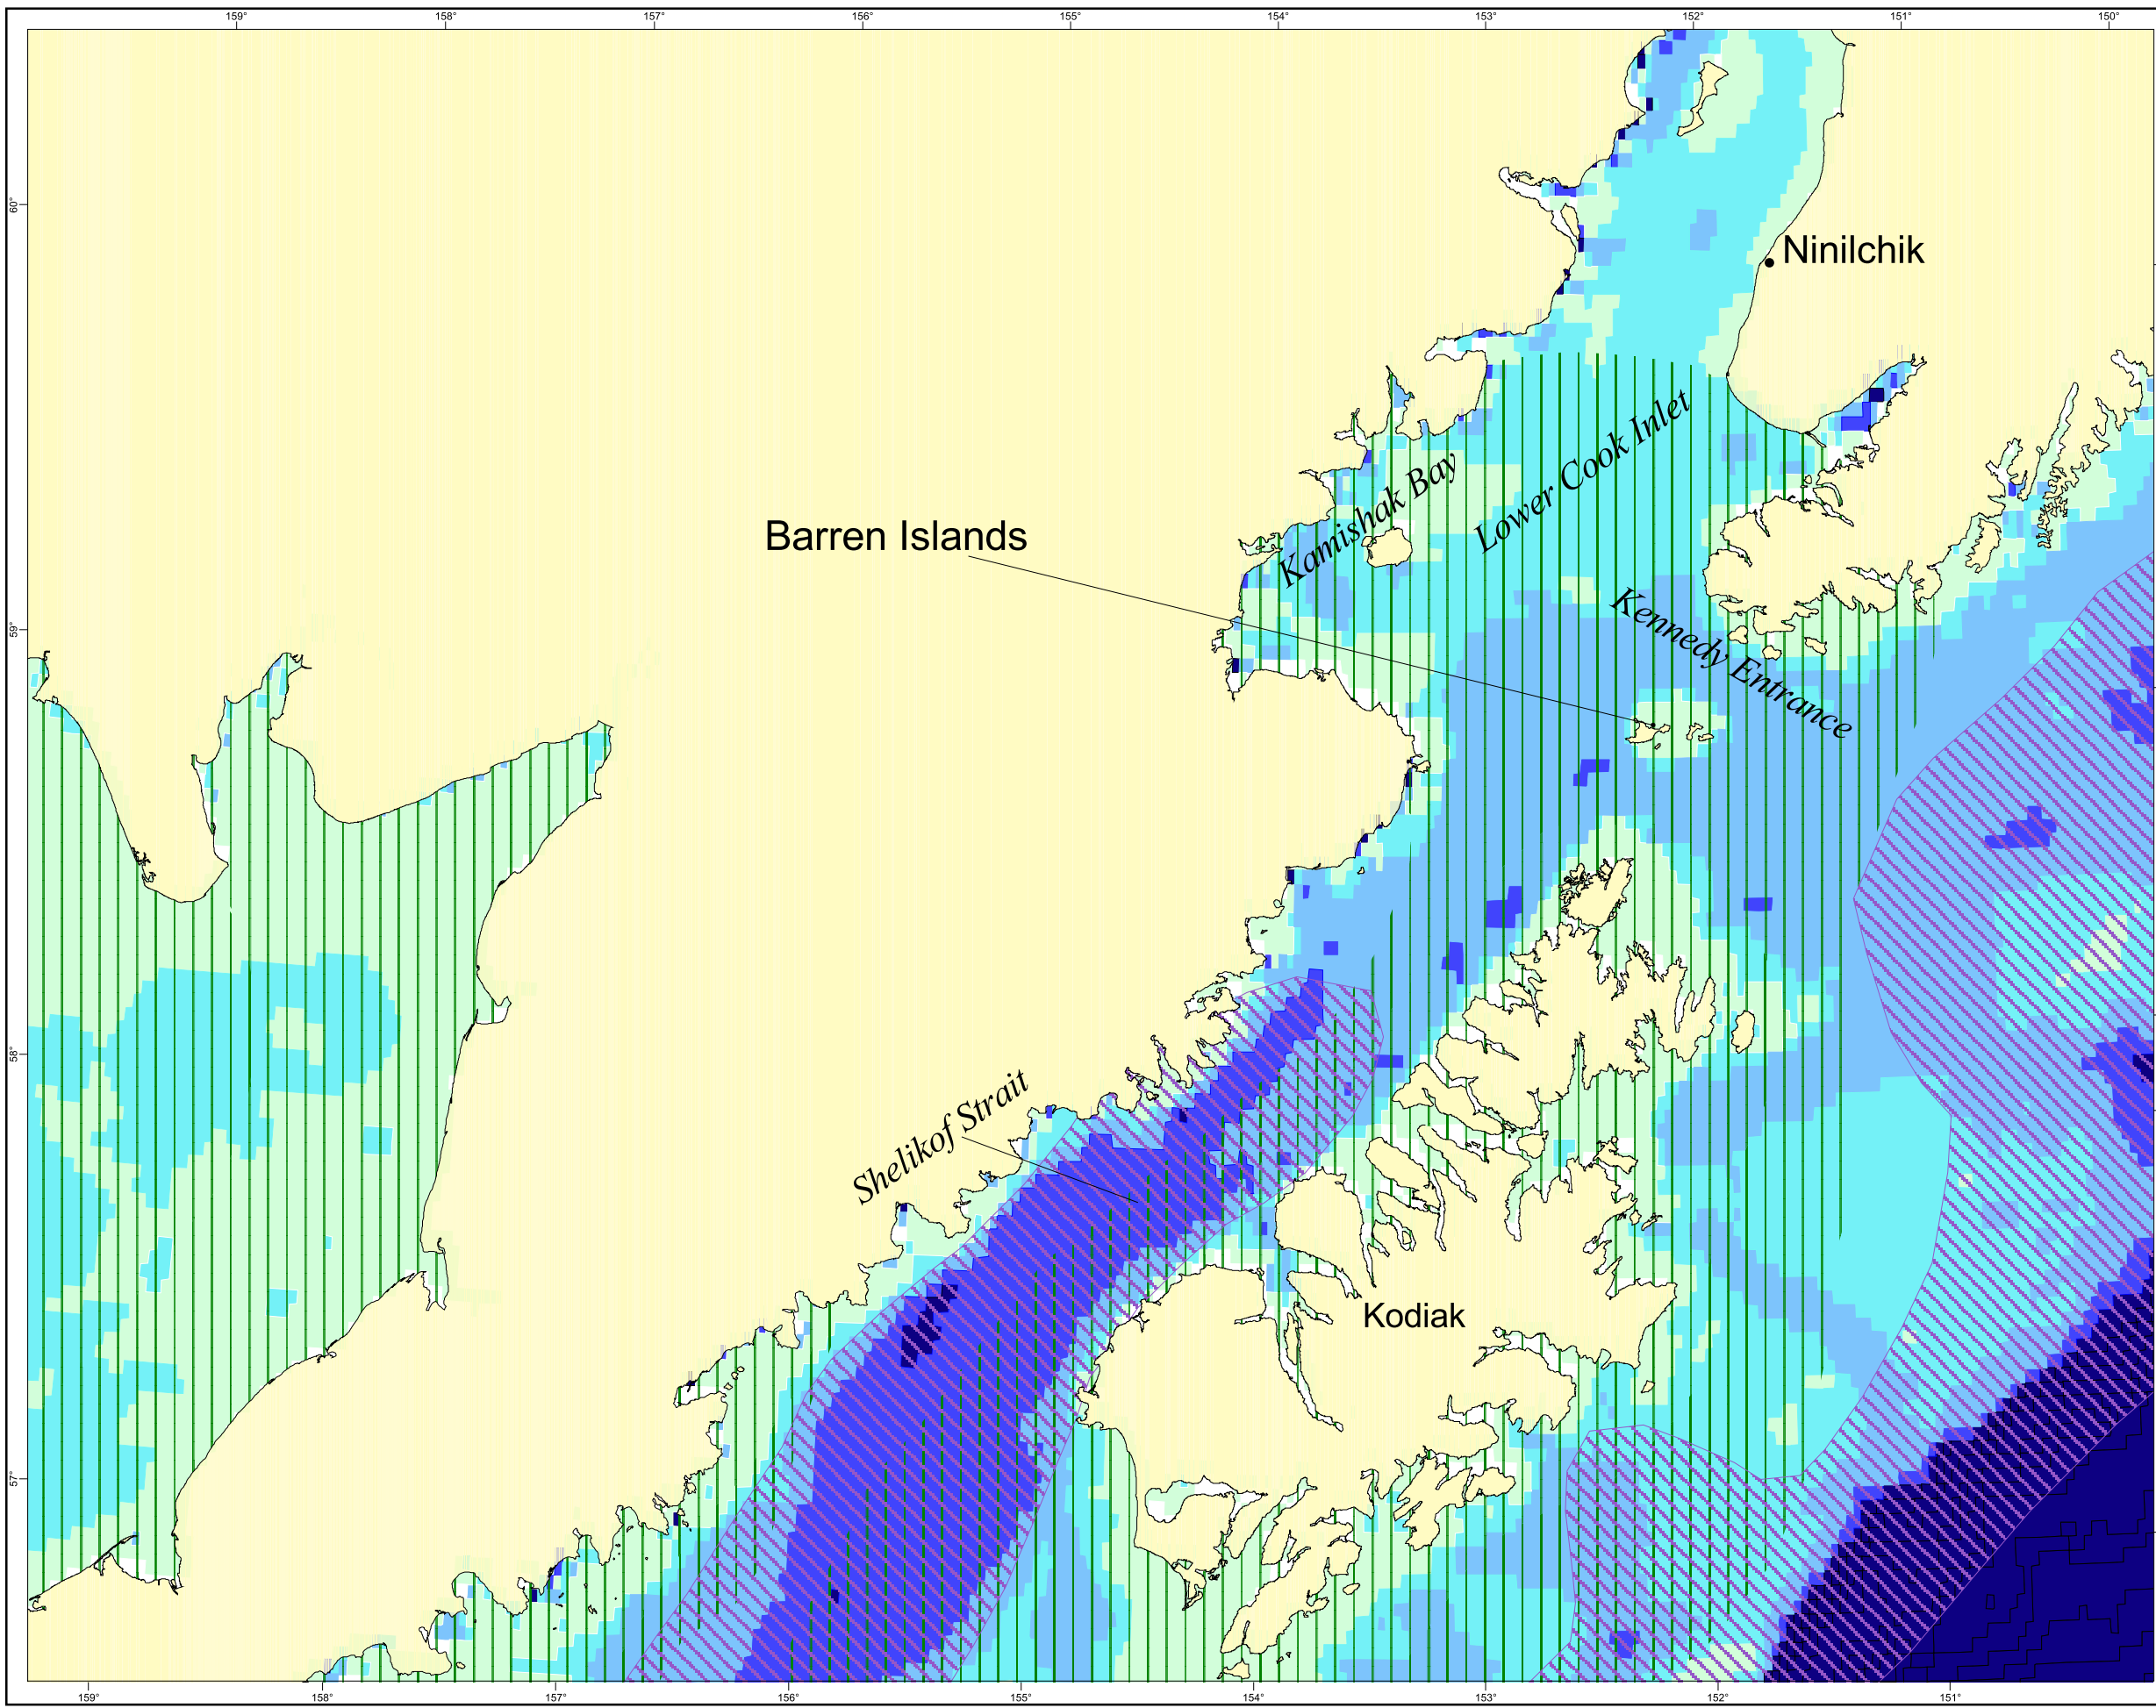 159° 158° 157° 156° 155° 154° 153° 152° 151° 150°
60°
Ninilchik
Lower Cook Inlet
Kamishak Bay
Barren Islands
Kennedy Entrance
59°
58°
Shelikof Strait
Kodiak
57°
159° 158° 157° 156° 155° 154° 153° 152° 151°